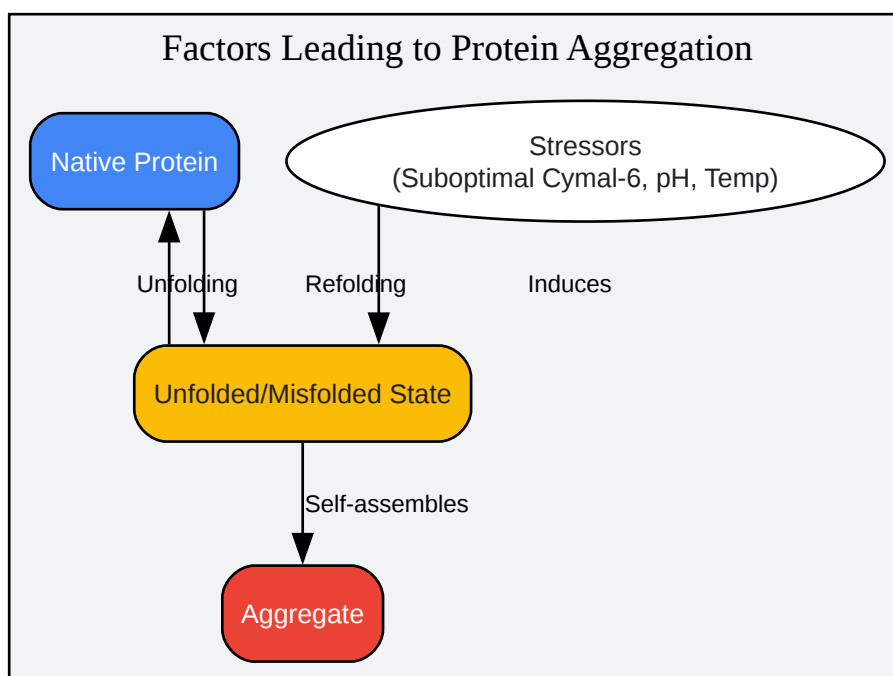 Factors Leading to Protein Aggregation
Native Protein
Stressors
(Suboptimal Cymal-6, pH, Temp)
Unfolding
Refolding
Induces
Unfolded/Misfolded State
Self-assembles
Aggregate